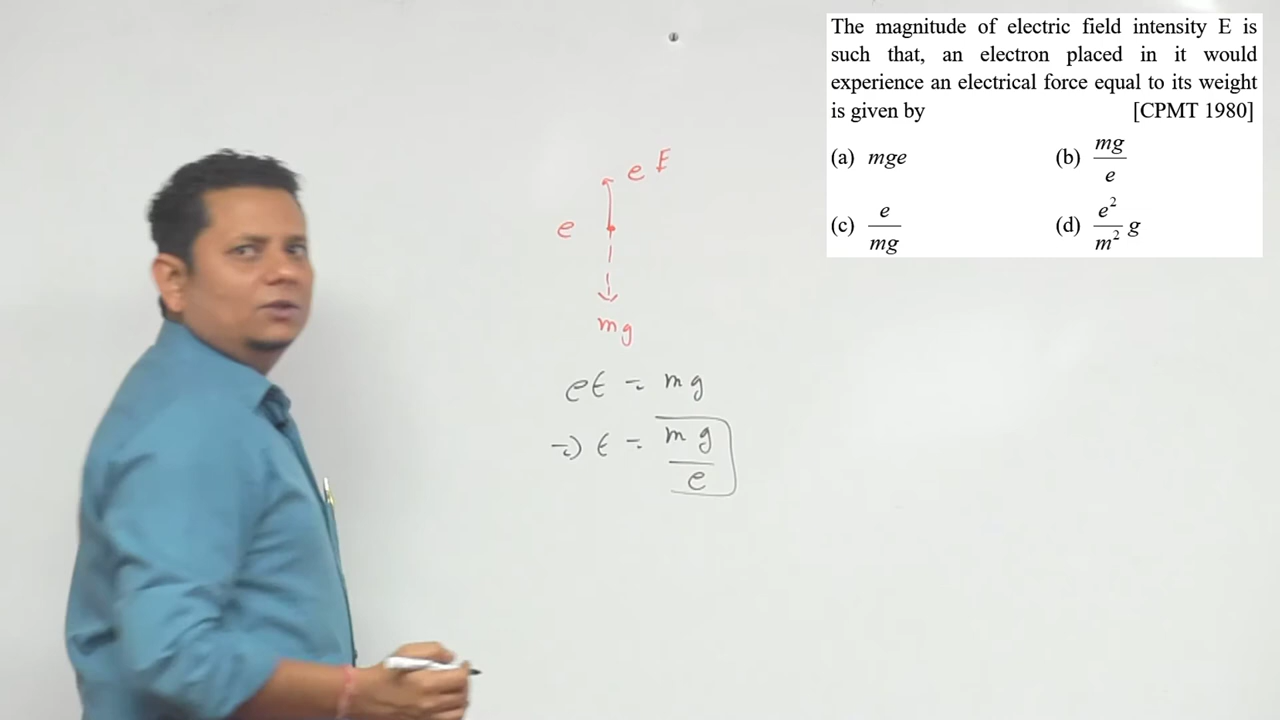 The magnitude of electric field intensity E is
such that, an electron placed in it would
experience an electrical force equal to its weight
is given by [CPMT 1980]
(a) mge (b) mg/e
(c) e/mg (d) e²/m² g
e E
e
mg
eE = mg
⇒ E = mg/e